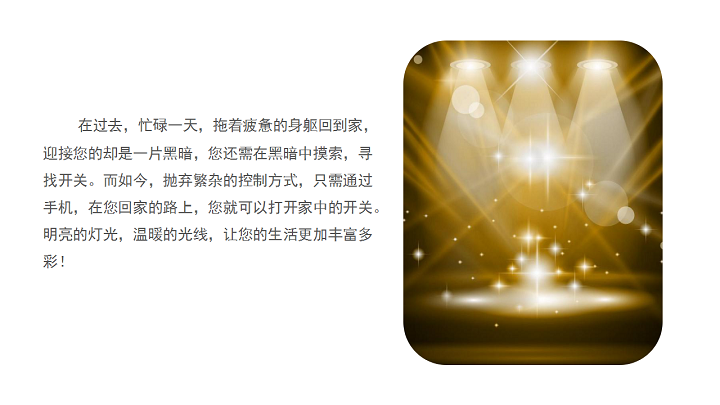 在过去，忙碌一天，拖着疲惫的身躯回到家，
迎接您的却是一片黑暗，您还需在黑暗中摸索，寻
找开关。而如今，抛弃繁杂的控制方式，只需通过
手机，在您回家的路上，您就可以打开家中的开关。
明亮的灯光，温暖的光线，让您的生活更加丰富多
彩！